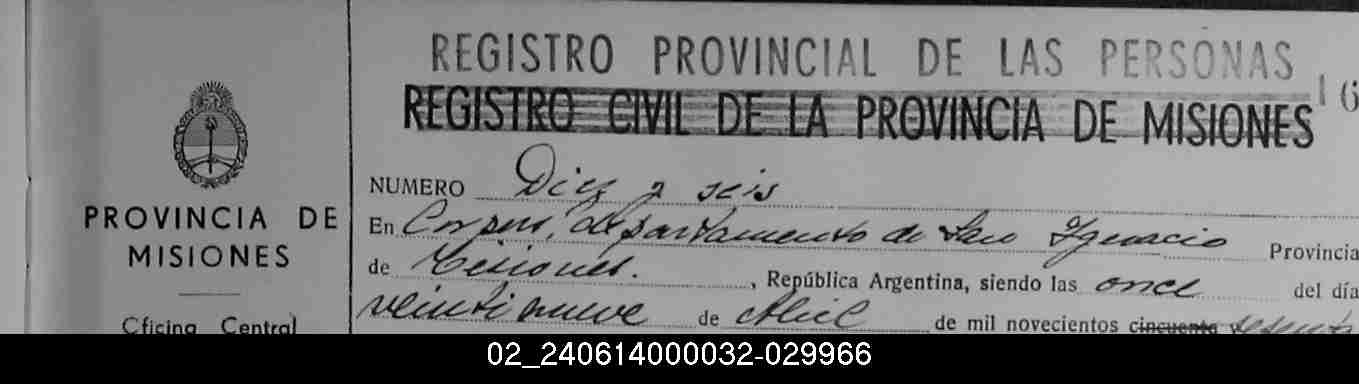 REGISTRO PROVINCIAL DE LAS PERSONAS
REGISTRO CIVIL DE LA PROVINCIA DE MISIONES
16
NUMERO Diez y seis
En Corpus, departamento de San Ignacio Provincia
de Misiones. , República Argentina, siendo las once del día
veintinueve de Abril de mil novecientos cincuenta y
PROVINCIA DE
MISIONES
Oficina Central
02_240614000032-029966